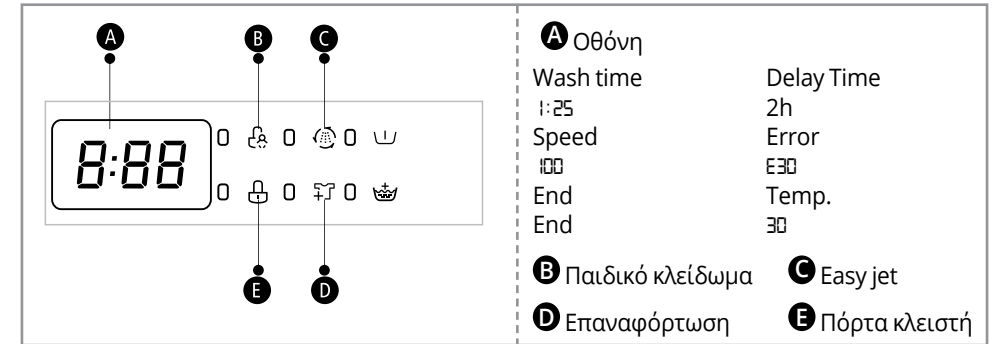 A B C
8:88
E D
A Οθόνη
Wash time Delay Time
1:25 2h
Speed Error
100 E30
End Temp.
End 30
B Παιδικό κλείδωμα C Easy jet
D Επαναφόρτωση E Πόρτα κλειστή